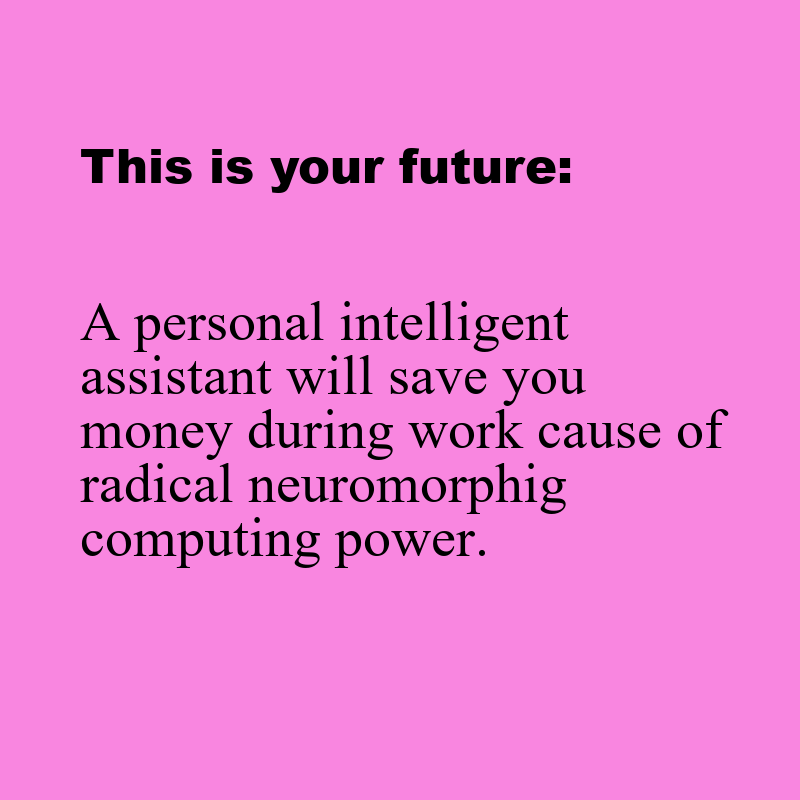 This is your future:
A personal intelligent
assistant will save you
money during work cause of
radical neuromorphig
computing power.